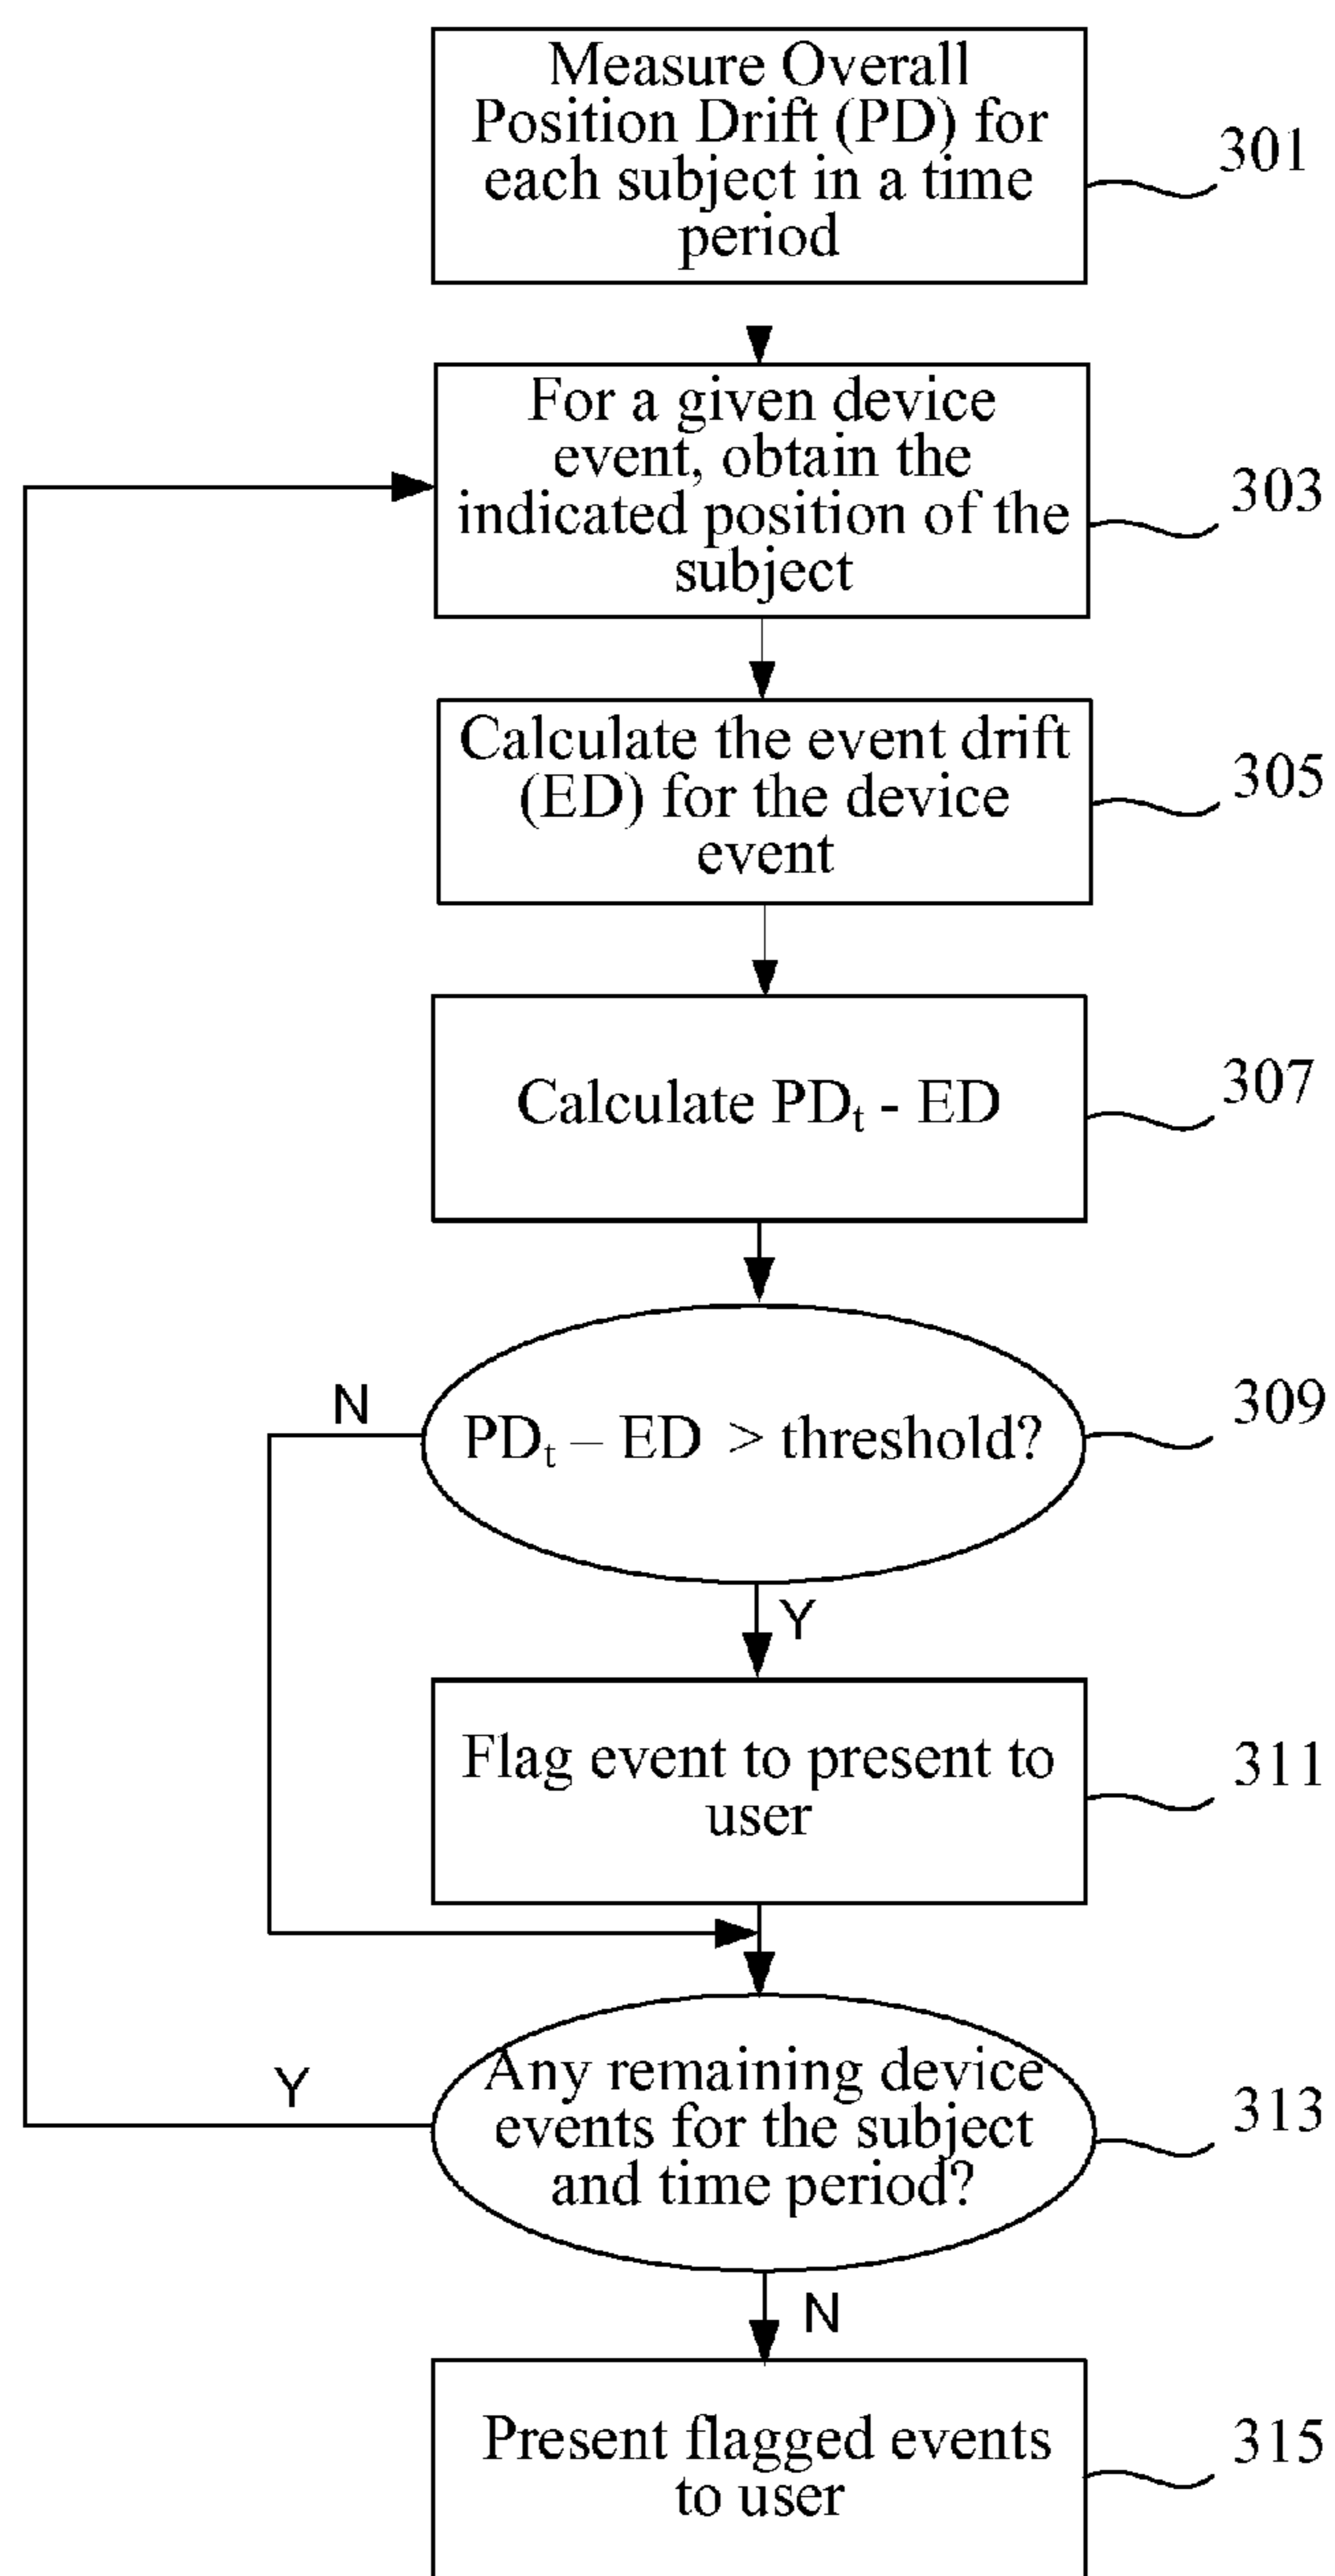 Measure Overall
Position Drift (PD) for
each subject in a time
period
301
For a given device
event, obtain the
indicated position of the
subject
303
Calculate the event drift
(ED) for the device
event
305
Calculate PDt - ED
307
PDt – ED > threshold?
309
N
Y
Flag event to present to
user
311
Any remaining device
events for the subject
and time period?
313
Y
N
Present flagged events
to user
315